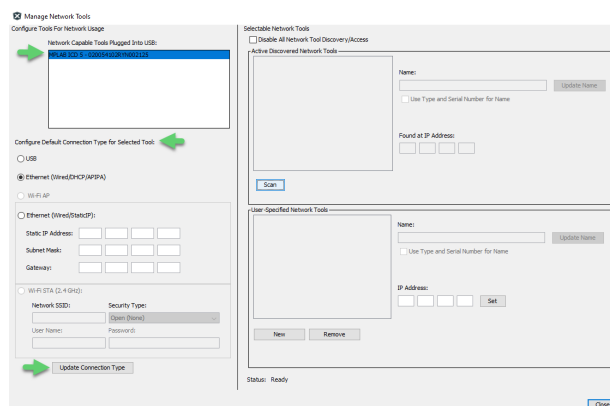 Manage Network Tools
Configure Tools For Network Usage
Network Capable Tools Plugged Into USB:
MPLAB ICD 5 - 020054102RYN002125
Configure Default Connection Type for Selected Tool:
USB
Ethernet (Wired/DHCP/APIPA)
Wi-Fi AP
Ethernet (Wired/StaticIP):
Static IP Address:
Subnet Mask:
Gateway:
Wi-Fi STA (2.4 GHz):
Network SSID:
Security Type:
Open (None)
User Name:
Password:
Update Connection Type
Selectable Network Tools
Disable All Network Tool Discovery/Access
Active Discovered Network Tools
Name:
Update Name
Use Type and Serial Number for Name
Found at IP Address:
Scan
User-Specified Network Tools
Name:
Update Name
Use Type and Serial Number for Name
IP Address:
Set
New
Remove
Status: Ready
Close